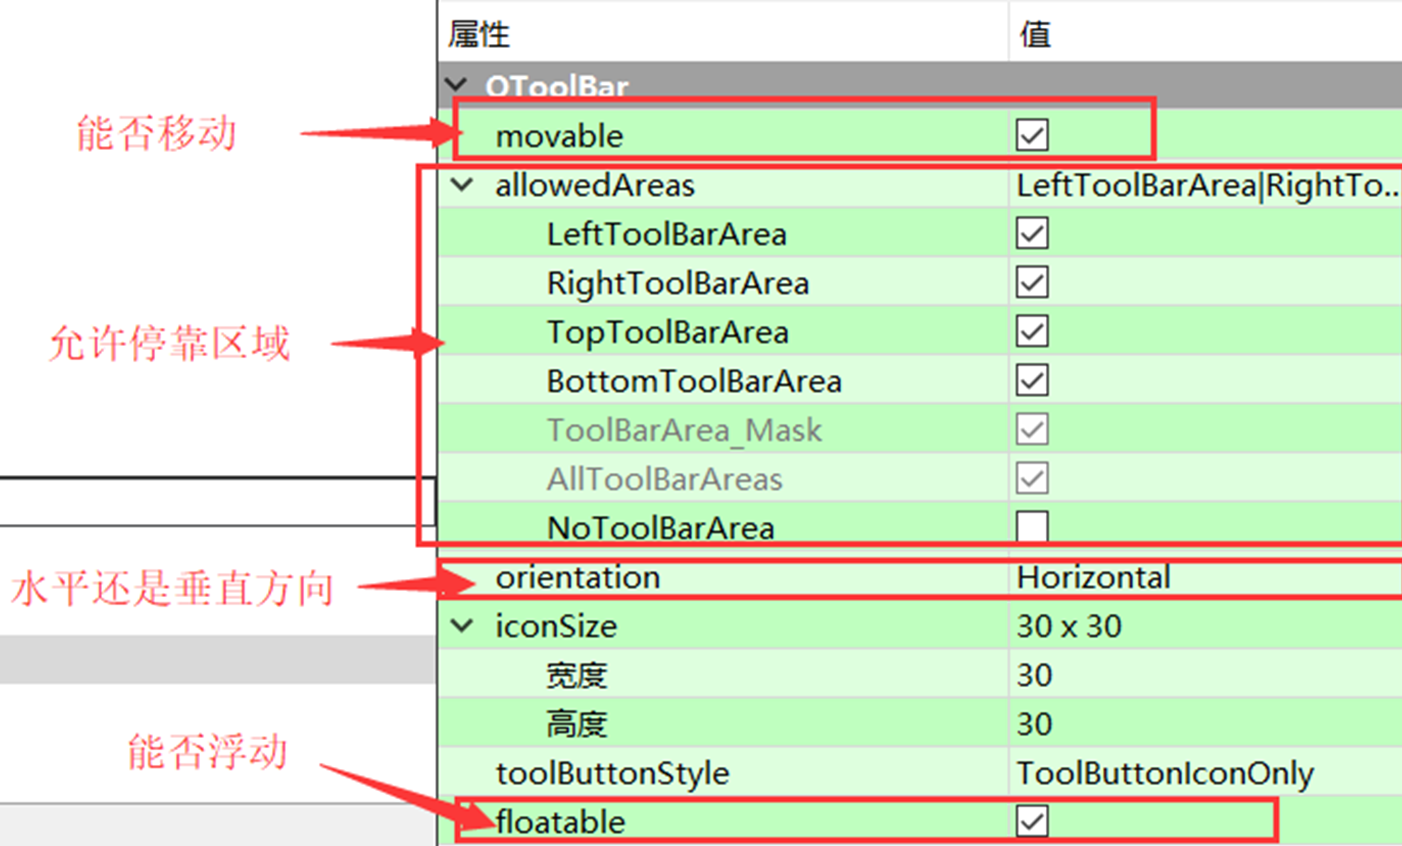 属性 值
QToolBar
能否移动 movable
allowedAreas LeftToolBarArea|RightTo...
LeftToolBarArea
RightToolBarArea
允许停靠区域 TopToolBarArea
BottomToolBarArea
ToolBarArea_Mask
AllToolBarAreas
NoToolBarArea
水平还是垂直方向 orientation Horizontal
iconSize 30 x 30
宽度 30
高度 30
能否浮动
toolButtonStyle ToolButtonIconOnly
floatable